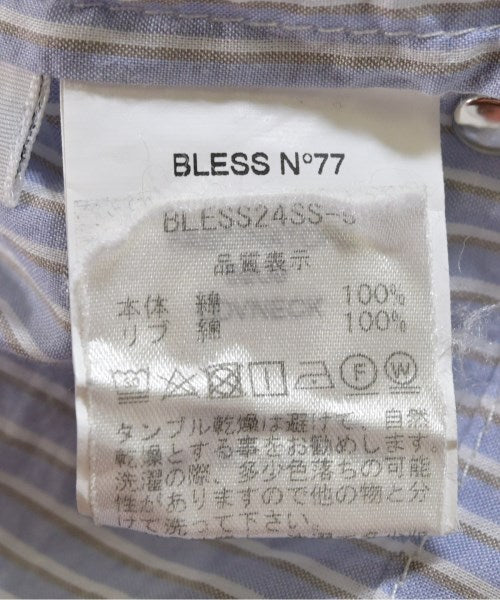 BLESS N°77
BLESS24SS-
品質表示
本体 綿 100%
リブ 綿 100%
タンブル乾燥は避けて、自然
乾燥とする事をお勧めします
洗濯の際、多少色落ちの可能
性がありますので他の物と分
けて洗って下さい。